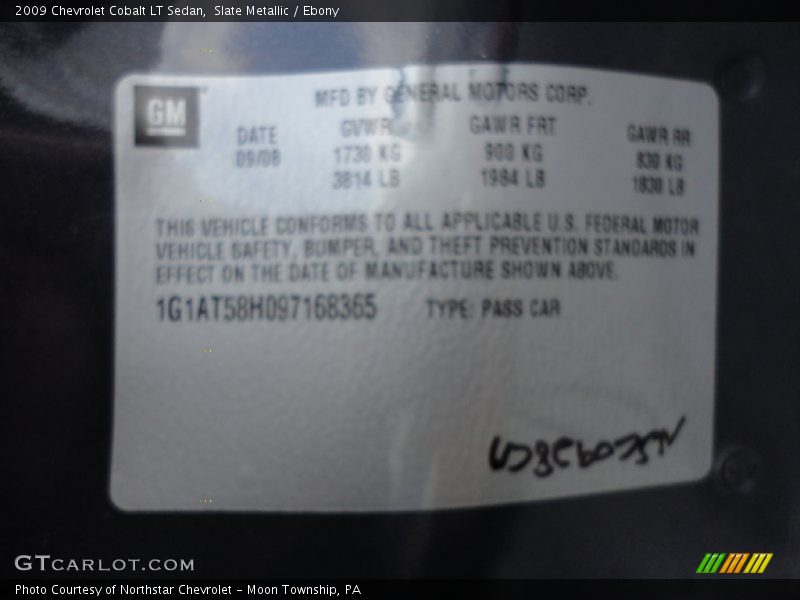 2009 Chevrolet Cobalt LT Sedan, Slate Metallic / Ebony
GM
MFD BY GENERAL MOTORS CORP.
DATE GVWR GAWR FRT GAWR RR
09/08 1730 KG 900 KG 830 KG
3814 LB 1984 LB 1830 LB
THIS VEHICLE CONFORMS TO ALL APPLICABLE U.S. FEDERAL MOTOR
VEHICLE SAFETY, BUMPER, AND THEFT PREVENTION STANDARDS IN
EFFECT ON THE DATE OF MANUFACTURE SHOWN ABOVE.
1G1AT58H097168365 TYPE: PASS CAR
GTCARLOT.COM
Photo Courtesy of Northstar Chevrolet - Moon Township, PA